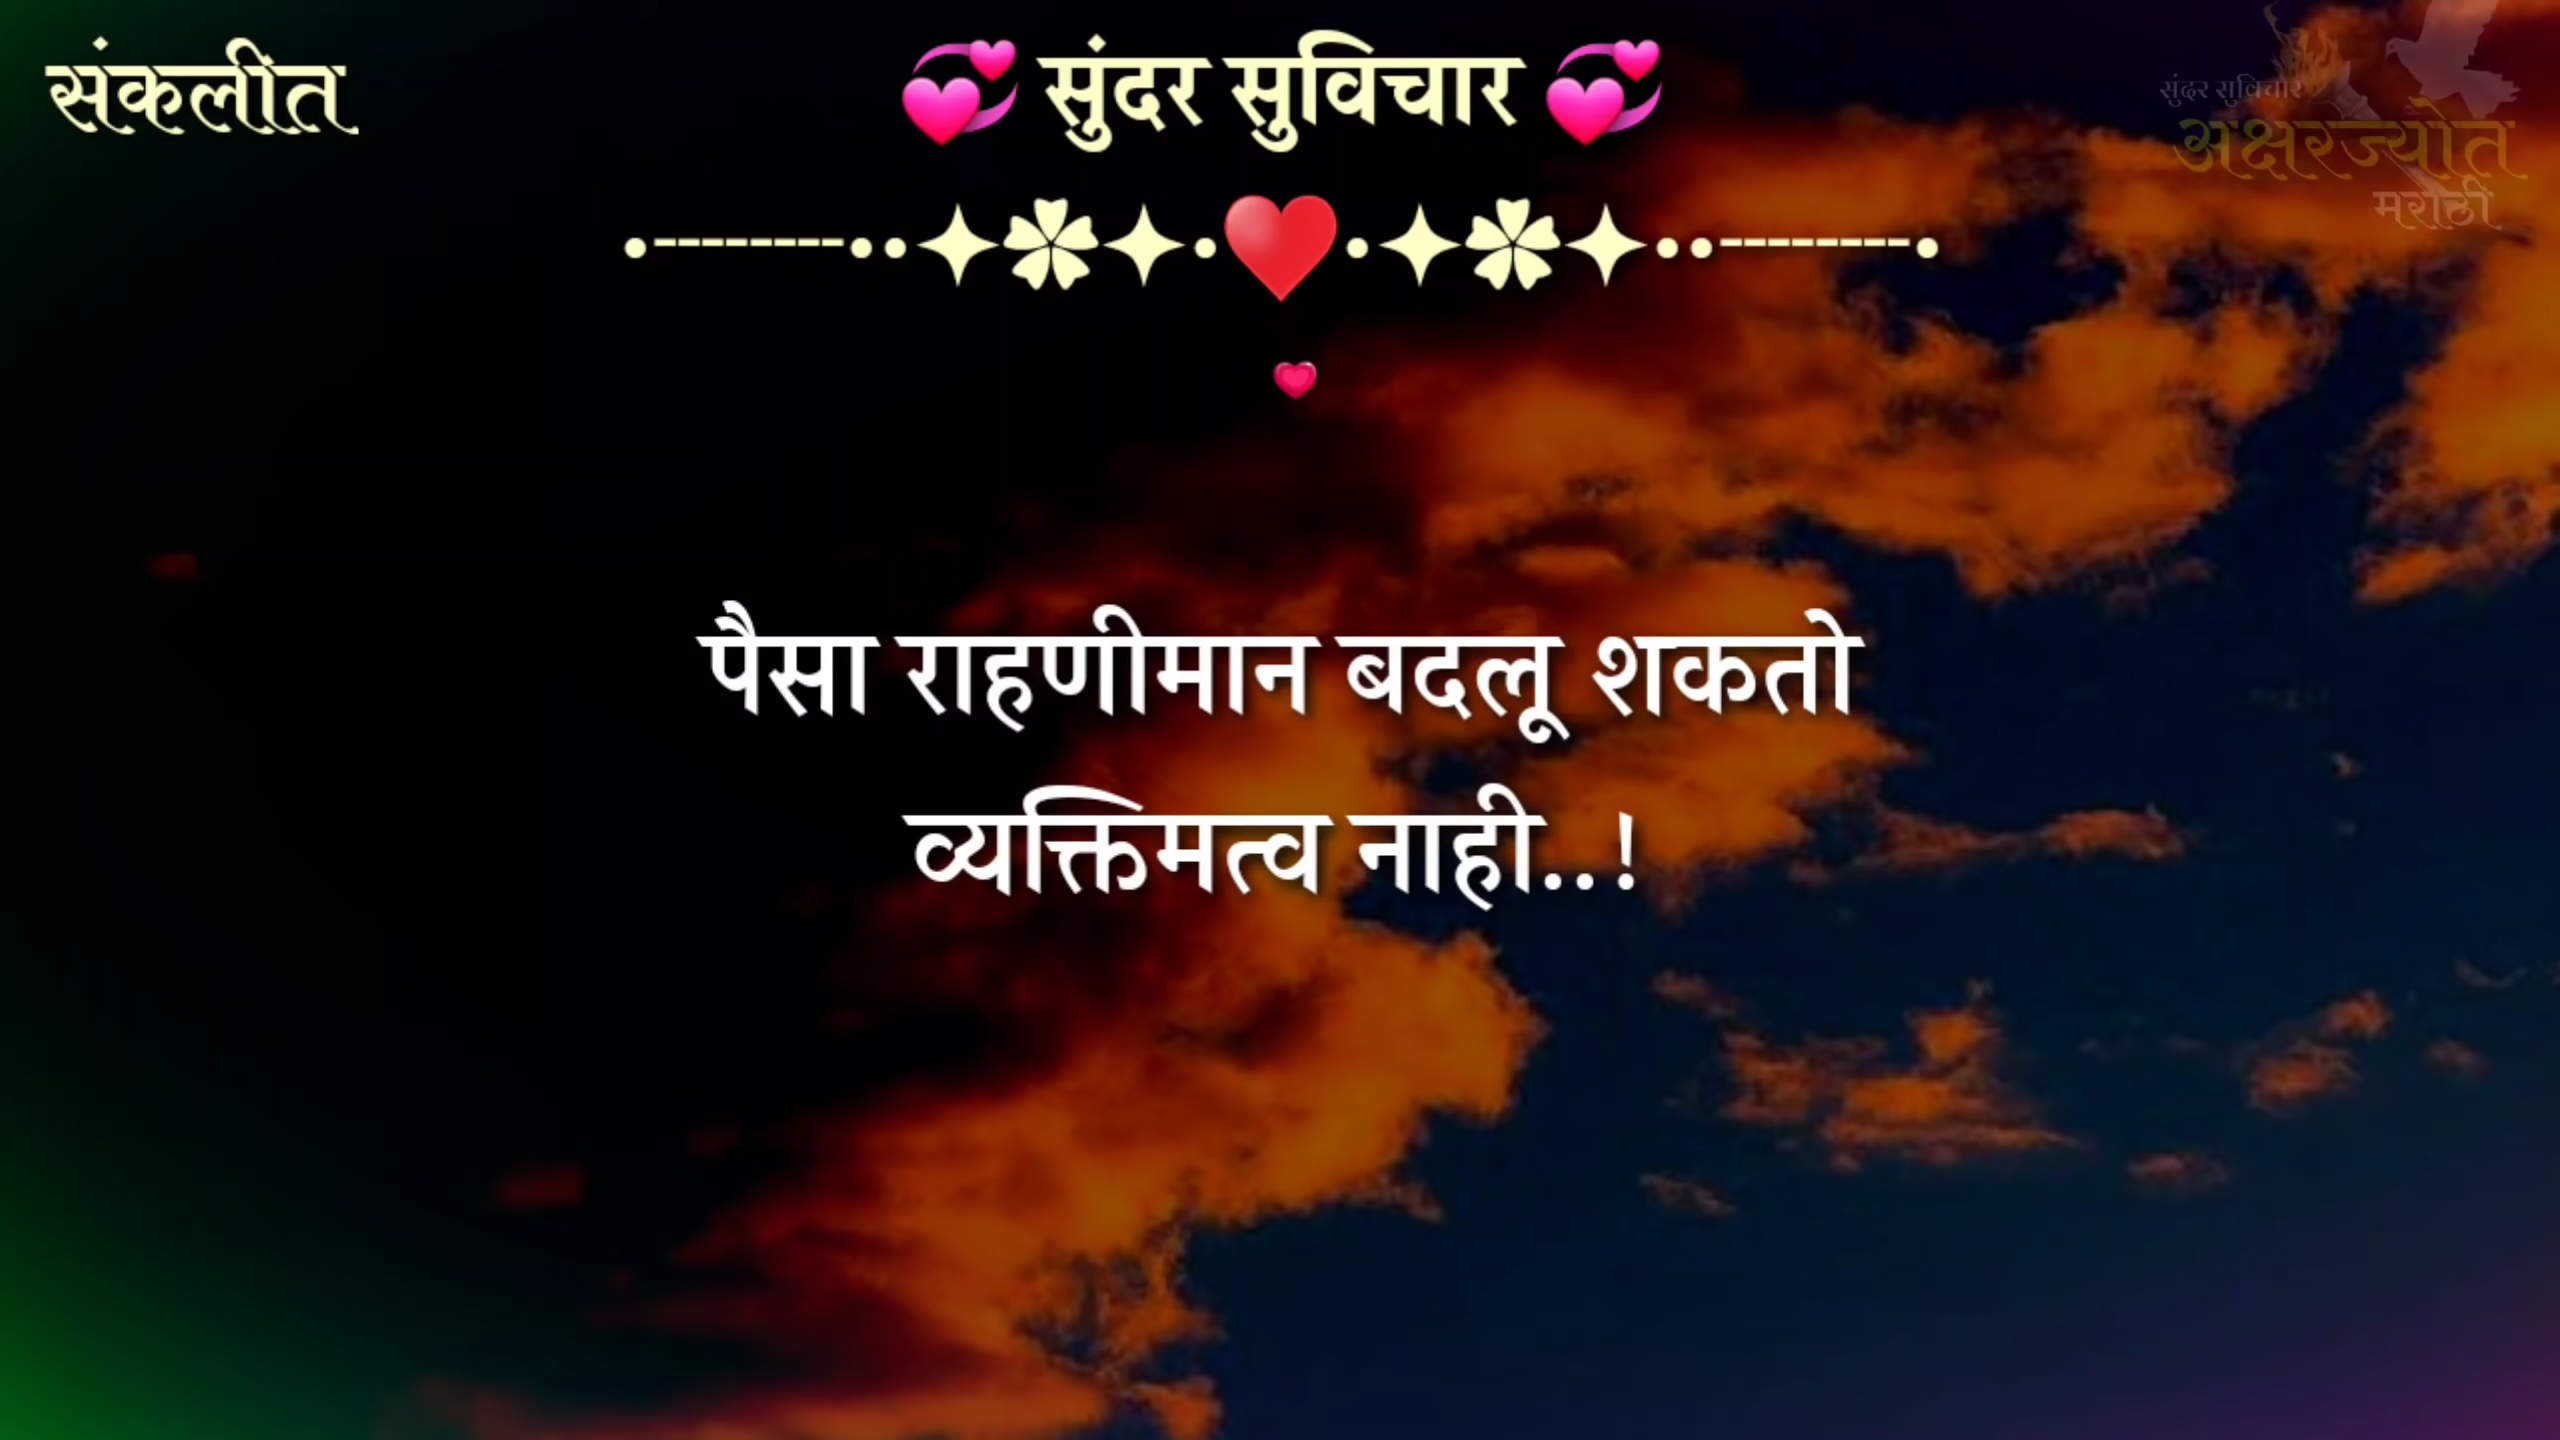 संकलीत
💞 सुंदर सुविचार 💞
•--------••✦✽✦•♥•✦✽✦••--------•
💗
सुंदर सुविचार
अक्षरज्योत
मराठी
पैसा राहणीमान बदलू शकतो
व्यक्तिमत्व नाही..!